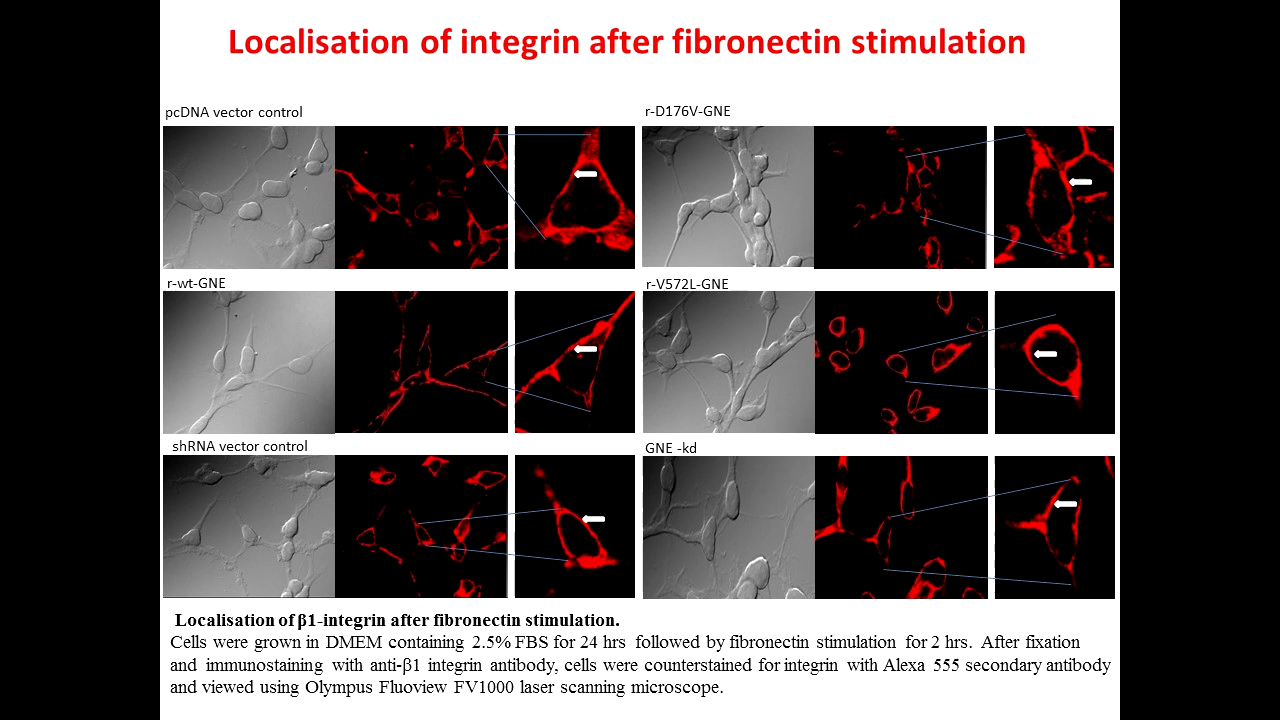 Localisation of integrin after fibronectin stimulation
pcDNA vector control
r-D176V-GNE
r-wt-GNE
r-V572L-GNE
shRNA vector control
GNE -kd
Localisation of β1-integrin after fibronectin stimulation.
Cells were grown in DMEM containing 2.5% FBS for 24 hrs followed by fibronectin stimulation for 2 hrs. After fixation
and immunostaining with anti-β1 integrin antibody, cells were counterstained for integrin with Alexa 555 secondary antibody
and viewed using Olympus Fluoview FV1000 laser scanning microscope.